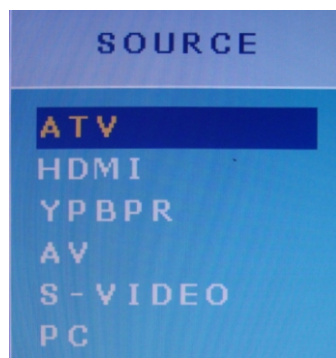 SOURCE
ATV
HDMI
YPBPR
AV
S-VIDEO
PC